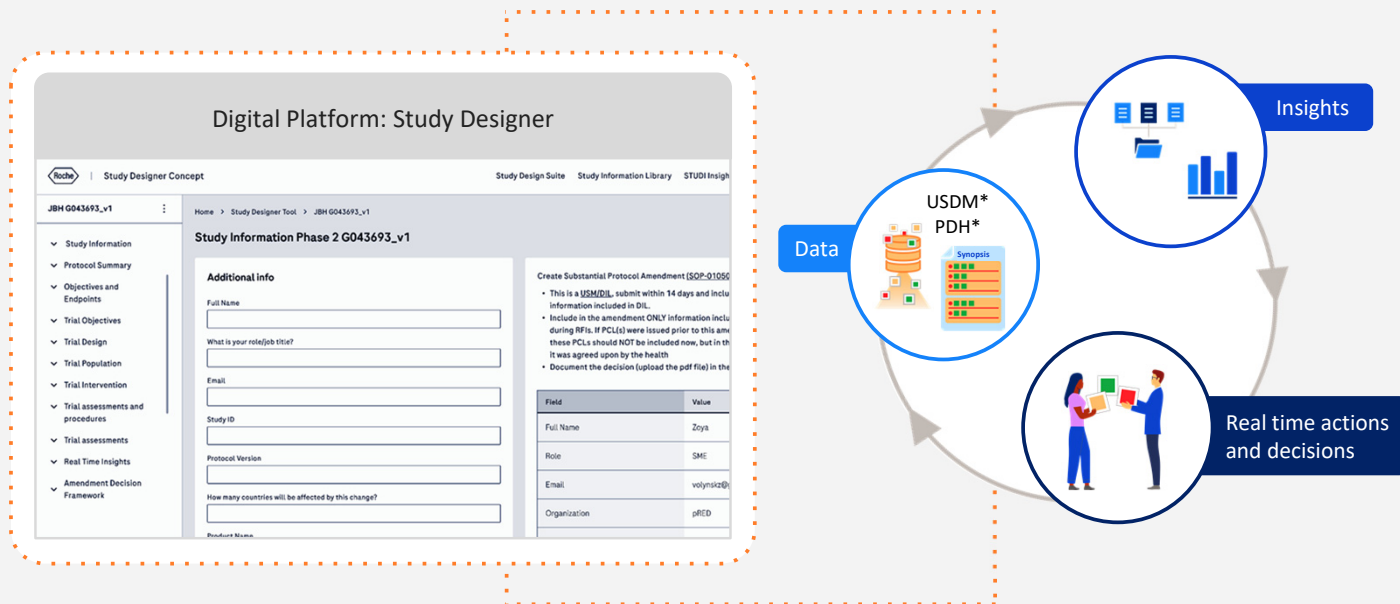 Digital Platform: Study Designer
Roche
Study Designer Concept
Study Design Suite
Study Information Library
STUDI Insigh
JBH G043693_v1
Home > Study Designer Tool > JBH G043693_v1
Study Information Phase 2 G043693_v1
Study Information
Protocol Summary
Objectives and
Endpoints
Trial Objectives
Trial Design
Trial Population
Trial Intervention
Trial assessments and
procedures
Trial assessments
Real Time Insights
Amendment Decision
Framework
Additional info
Full Name
What is your role/job title?
Email
Study ID
Protocol Version
How many countries will be affected by this change?
Product Name
Create Substantial Protocol Amendment (SOP-01050
• This is a USM/DIL, submit within 14 days and inclu
information included in DIL.
• Include in the amendment ONLY information inclu
during RFIs. If PCL(s) were issued prior to this ame
these PCLs should NOT be included now, but in th
it was agreed upon by the health
• Document the decision (upload the pdf file) in the
Field Value
Full Name Zoya
Role SME
Email volynskz@
Organization pRED
Data
USDM*
PDH*
Synopsis
Insights
Real time actions
and decisions